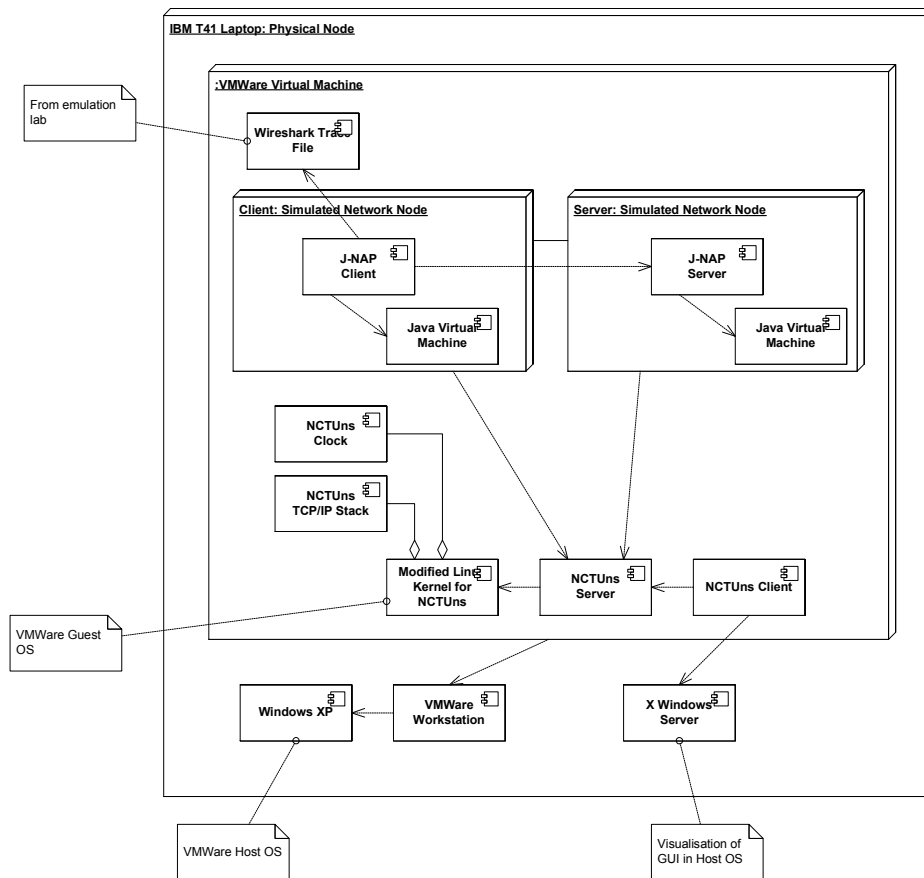 IBM T41 Laptop: Physical Node
:VMWare Virtual Machine
From emulation
lab
Wireshark Trace
File
Client: Simulated Network Node
Server: Simulated Network Node
J-NAP
Client
J-NAP
Server
Java Virtual
Machine
Java Virtual
Machine
NCTUns
Clock
NCTUns
TCP/IP Stack
Modified Linux
Kernel for
NCTUns
NCTUns
Server
NCTUns Client
VMWare Guest
OS
Windows XP
VMWare
Workstation
X Windows
Server
VMWare Host OS
Visualisation of
GUI in Host OS